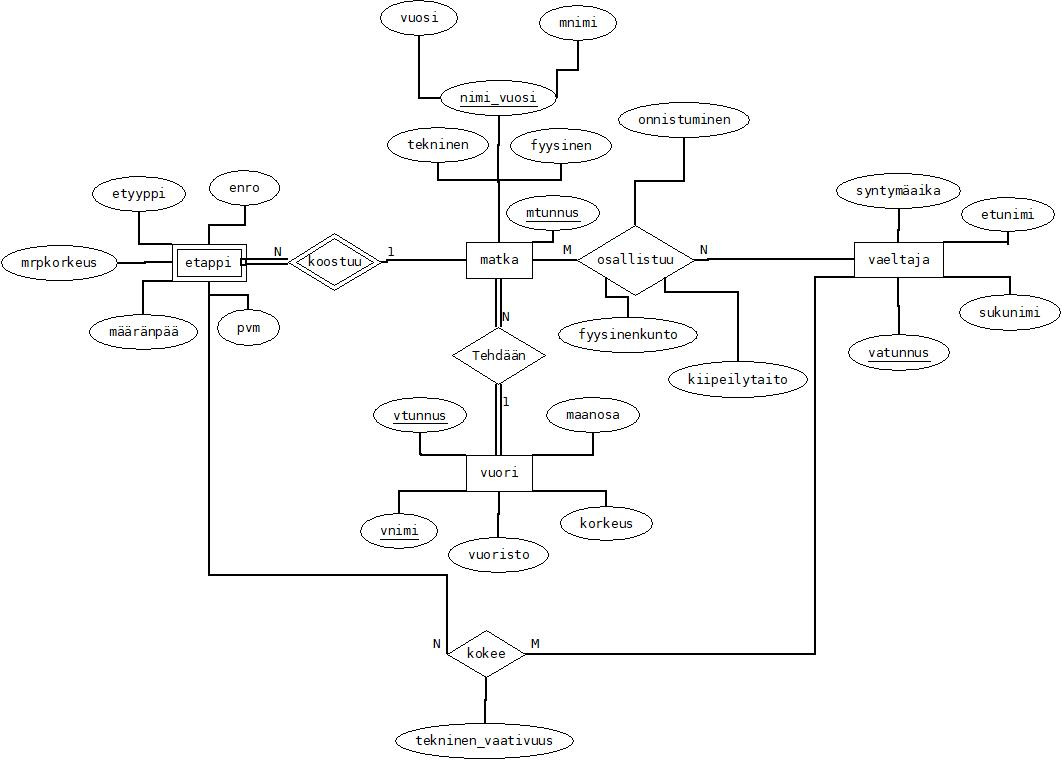 vuosi
mnimi
nimi_vuosi
onnistuminen
tekninen
fyysinen
etyyppi
enro
syntymäaika
etunimi
mtunnus
N
1
M
N
mrpkorkeus
etappi
koostuu
matka
osallistuu
vaeltaja
sukunimi
määränpää
pvm
N
fyysinenkunto
Tehdään
vatunnus
kiipeilytaito
1
vtunnus
maanosa
vuori
vnimi
korkeus
vuoristo
N
M
kokee
tekninen_vaativuus